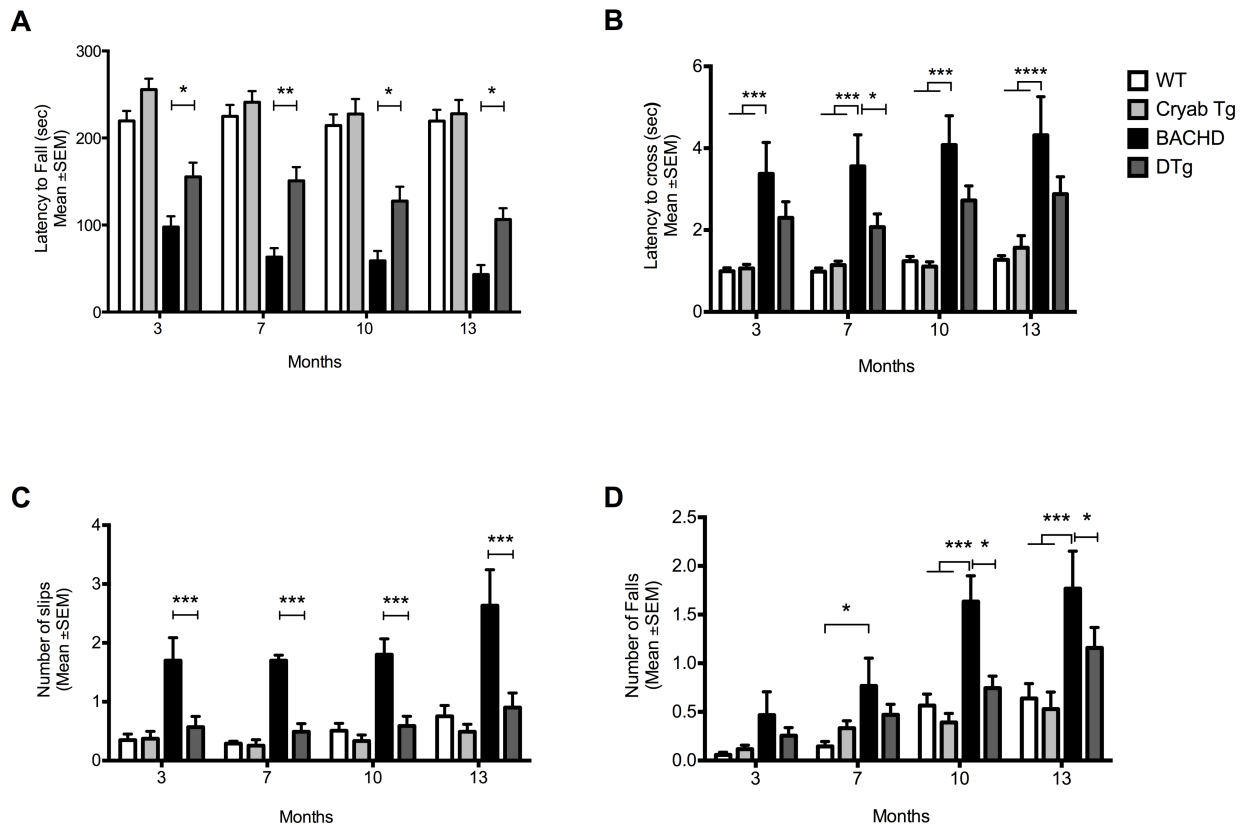 A
Latency to Fall (sec)
Mean ±SEM)
300
200
100
0
*
**
*
*
3 7 10 13
Months
B
Latency to cross (sec)
Mean ±SEM)
6
4
2
0
***
*** *
***
****
3 7 10 13
Months
WT
Cryab Tg
BACHD
DTg
C
Number of slips
(Mean ±SEM)
4
3
2
1
0
***
***
***
***
3 7 10 13
Months
D
Number of Falls
(Mean ±SEM)
2.5
2.0
1.5
1.0
0.5
0.0
*
*** *
*** *
3 7 10 13
Months